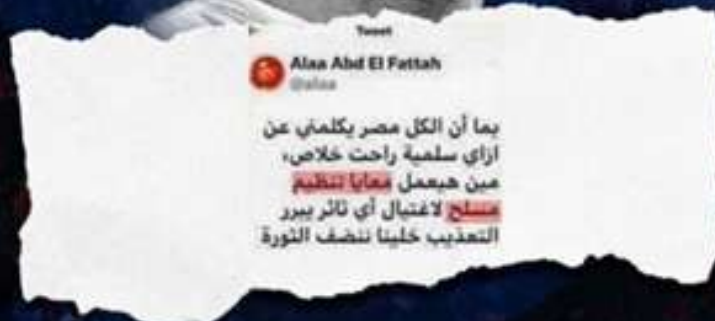 Tweet
Alaa Abd El Fattah
@alaa
بما أن الكل مصر يكلمني عن
ازاي سلمية راحت خلاص،
مين هيعمل معايا تنظيم
مسلح لاغتيال أي ثائر يبرر
التعذيب خلينا ننضف الثورة